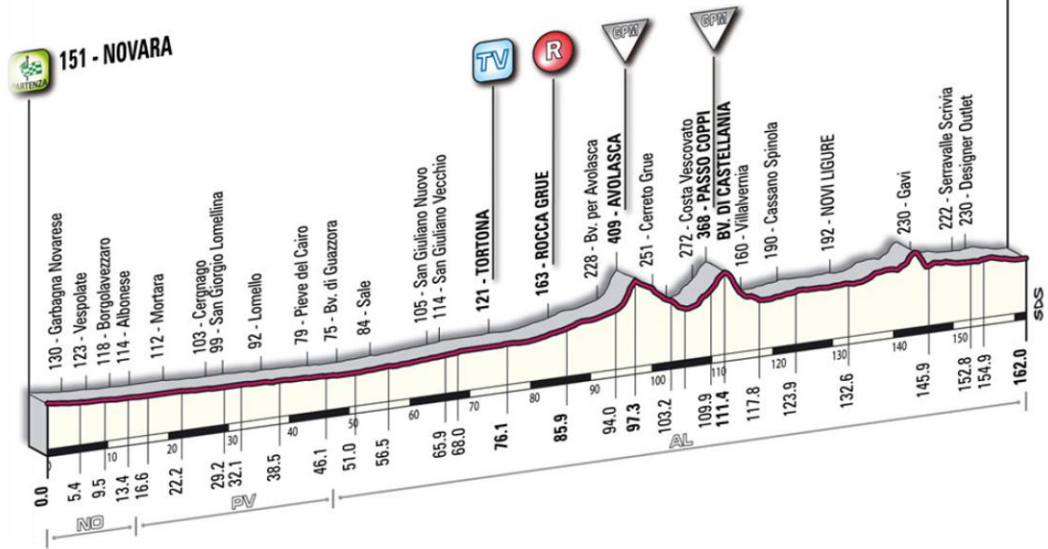 151 - NOVARA
PARTENZA
TV
R
GPM
GPM
130 - Garbagna Novarese
123 - Vespolate
118 - Borgolavezzaro
114 - Albonese
112 - Mortara
103 - Cergnago
99 - San Giorgio Lomellina
92 - Lomello
79 - Pieve del Cairo
75 - Bv. di Guazzora
84 - Sale
105 - San Giuliano Nuovo
114 - San Giuliano Vecchio
121 - TORTONA
163 - ROCCA GRUE
228 - Bv. per Avolasca
409 - AVOLASCA
251 - Cerreto Grue
272 - Costa Vescovato
368 - PASSO COPPI
BV. DI CASTELLANIA
160 - Villalvernia
190 - Cassano Spinola
192 - NOVI LIGURE
230 - Gavi
222 - Serravalle Scrivia
230 - Designer Outlet
SDS
0
10
20
30
40
50
60
70
80
90
100
110
120
130
140
150
0.0
5.4
9.5
13.4
16.6
22.2
29.2
32.1
38.5
46.1
51.0
56.5
65.9
68.0
76.1
85.9
94.0
97.3
103.2
109.9
111.4
117.8
123.9
132.6
145.9
152.8
154.9
162.0
NO
PV
AL